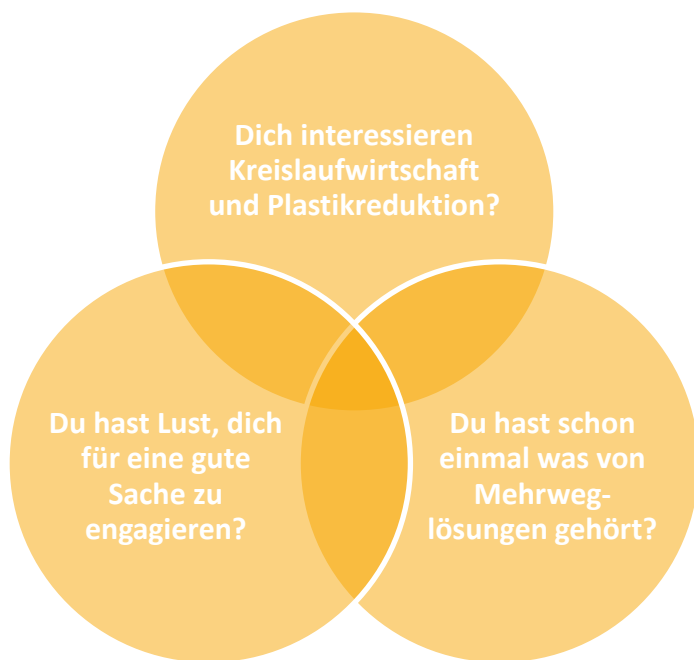 Dich interessieren
Kreislaufwirtschaft
und Plastikreduktion?
Du hast Lust, dich
für eine gute
Sache zu
engagieren?
Du hast schon
einmal was von
Mehrweg-
lösungen gehört?